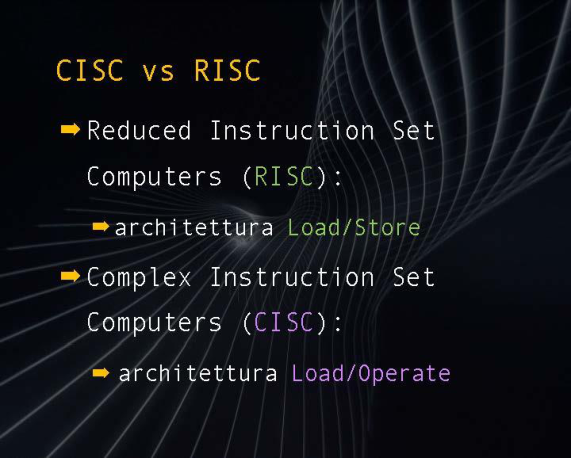 CISC vs RISC
Reduced Instruction Set
Computers (RISC):
architettura Load/Store
Complex Instruction Set
Computers (CISC):
architettura Load/Operate